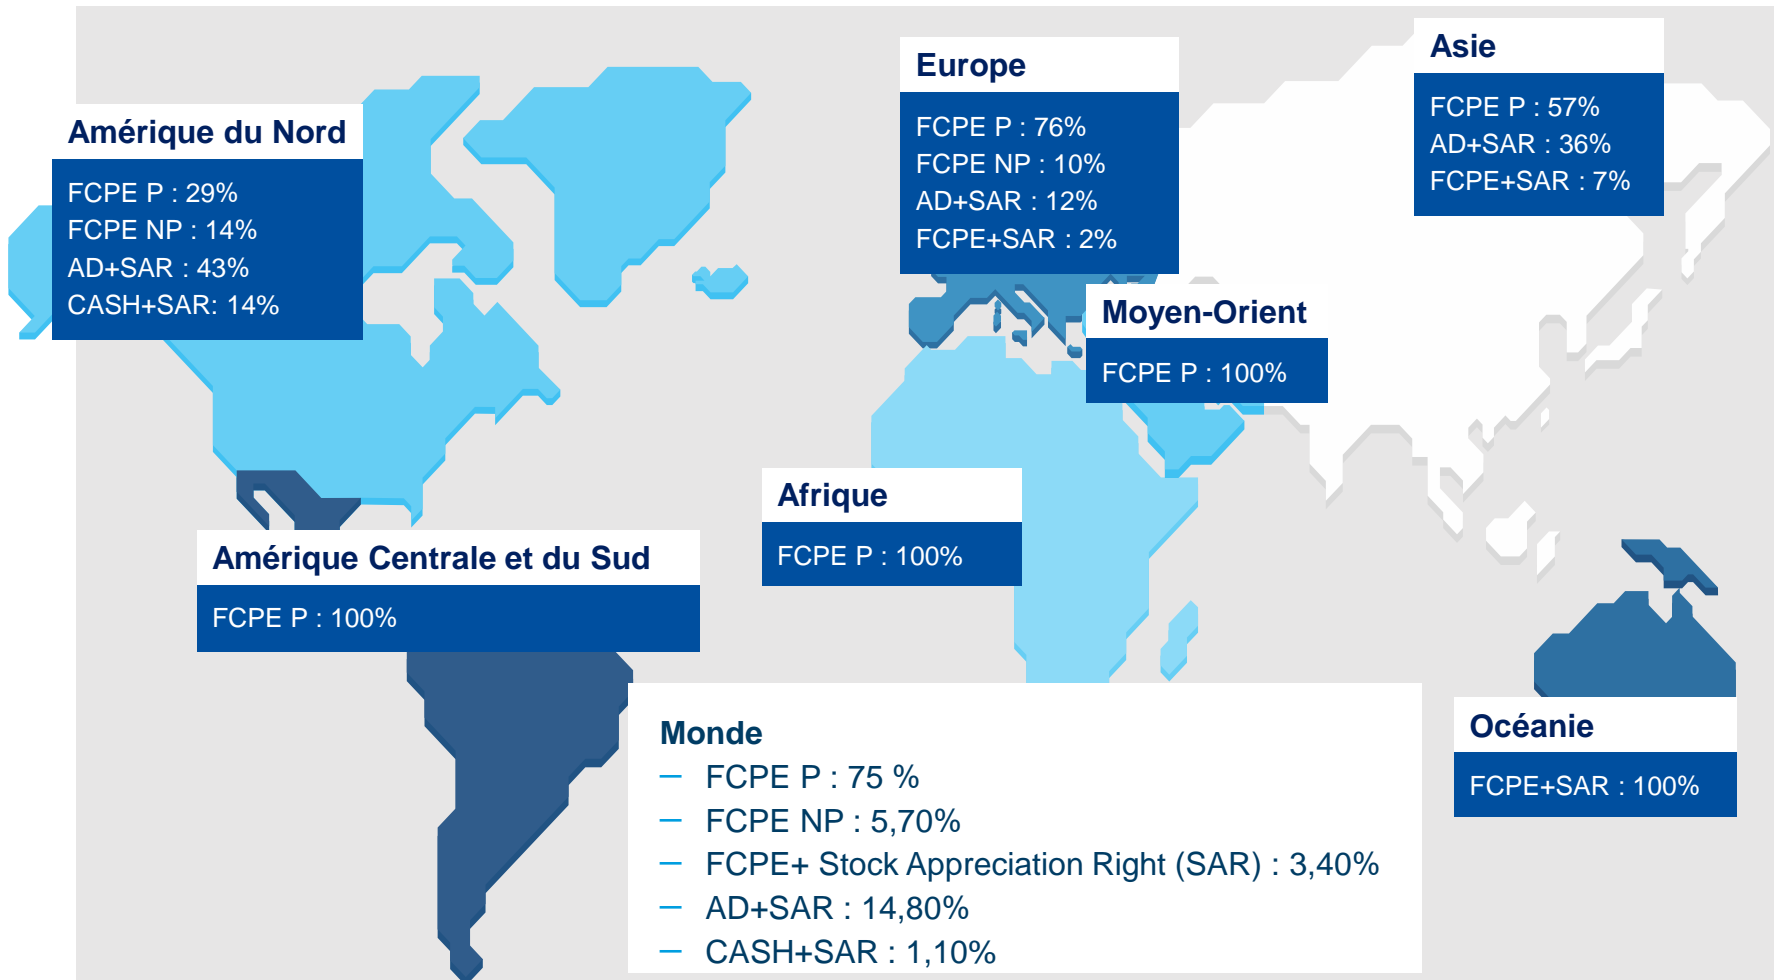 Amérique du Nord
FCPE P : 29%
FCPE NP : 14%
AD+SAR : 43%
CASH+SAR: 14%
Europe
FCPE P : 76%
FCPE NP : 10%
AD+SAR : 12%
FCPE+SAR : 2%
Asie
FCPE P : 57%
AD+SAR : 36%
FCPE+SAR : 7%
Moyen-Orient
FCPE P : 100%
Afrique
FCPE P : 100%
Amérique Centrale et du Sud
FCPE P : 100%
Monde
– FCPE P : 75 %
– FCPE NP : 5,70%
– FCPE+ Stock Appreciation Right (SAR) : 3,40%
– AD+SAR : 14,80%
– CASH+SAR : 1,10%
Océanie
FCPE+SAR : 100%